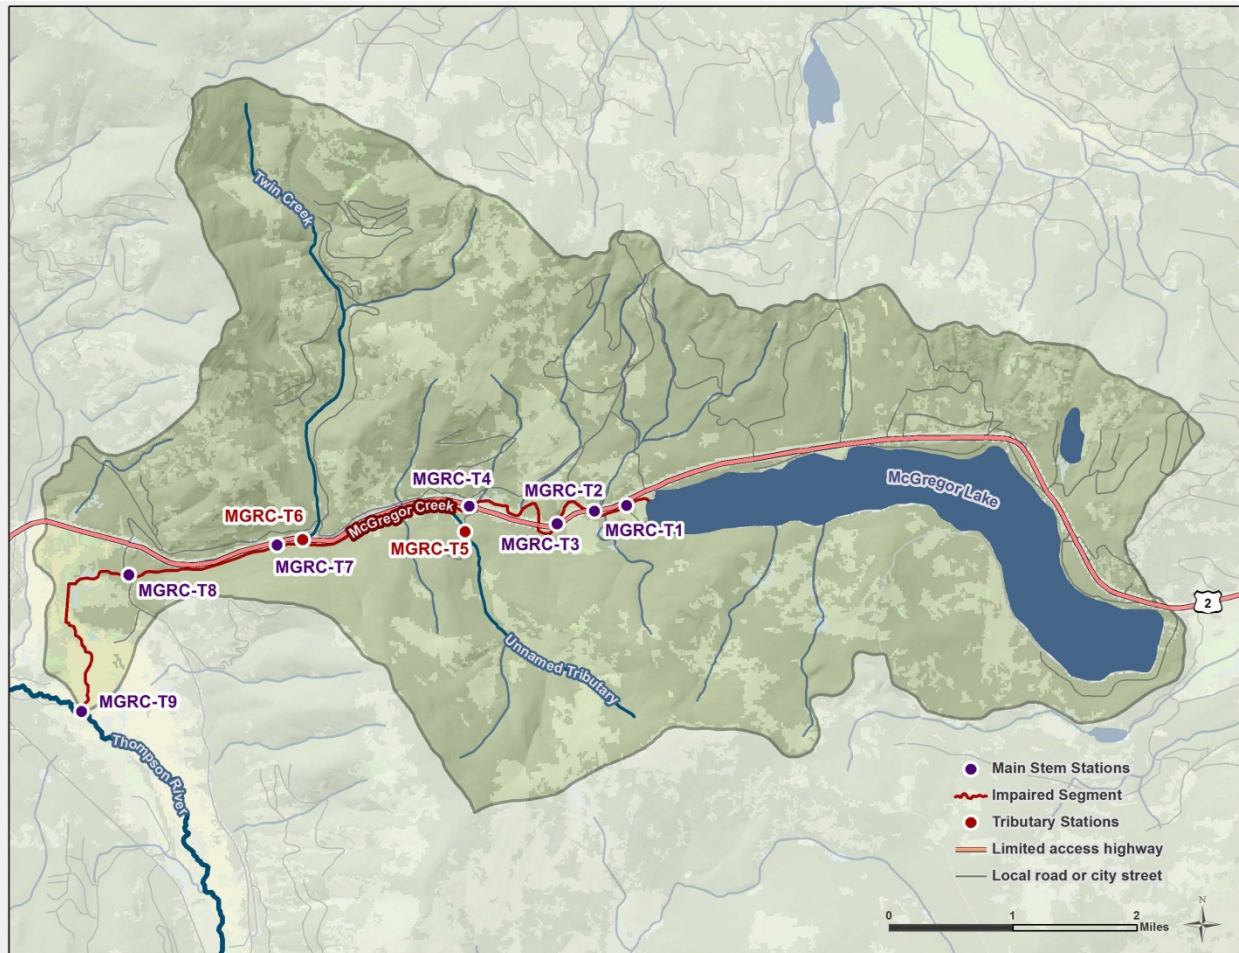 Twin Creek
MGRC-T4
MGRC-T2
McGregor Lake
MGRC-T6
McGregor Creek
MGRC-T5
MGRC-T3
MGRC-T1
MGRC-T7
MGRC-T8
2
Unnamed Tributary
MGRC-T9
Thompson River
Main Stem Stations
Impaired Segment
Tributary Stations
Limited access highway
Local road or city street
N
0 1 2
Miles